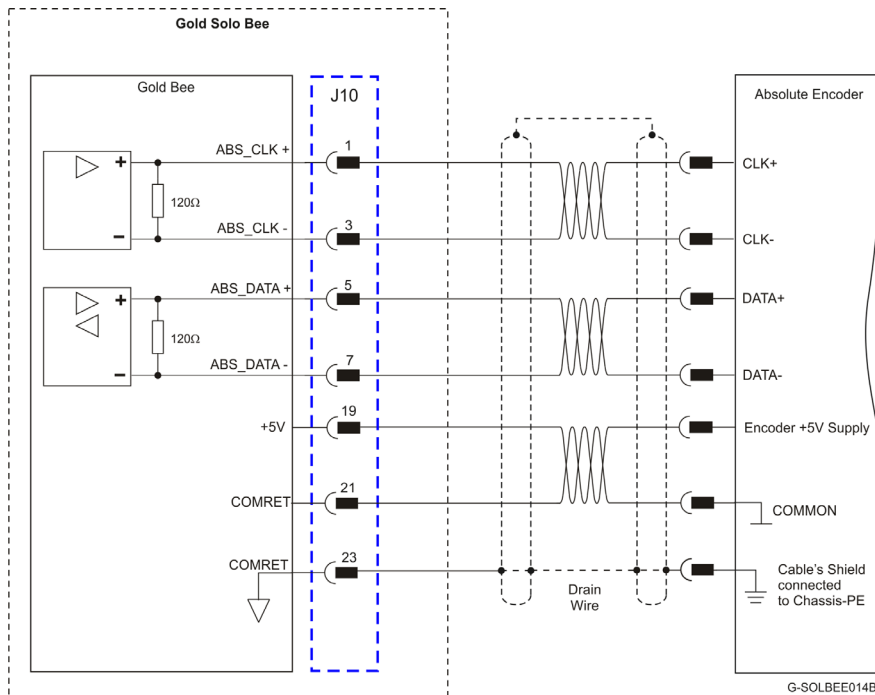 Gold Solo Bee
Gold Bee
J10
Absolute Encoder
ABS_CLK +
1
+
120Ω
CLK+
ABS_CLK -
3
–
CLK-
ABS_DATA +
5
+
120Ω
DATA+
ABS_DATA -
7
–
DATA-
+5V
19
Encoder +5V Supply
COMRET
21
COMMON
COMRET
23
Drain
Wire
Cable's Shield
connected
to Chassis-PE
G-SOLBEE014B